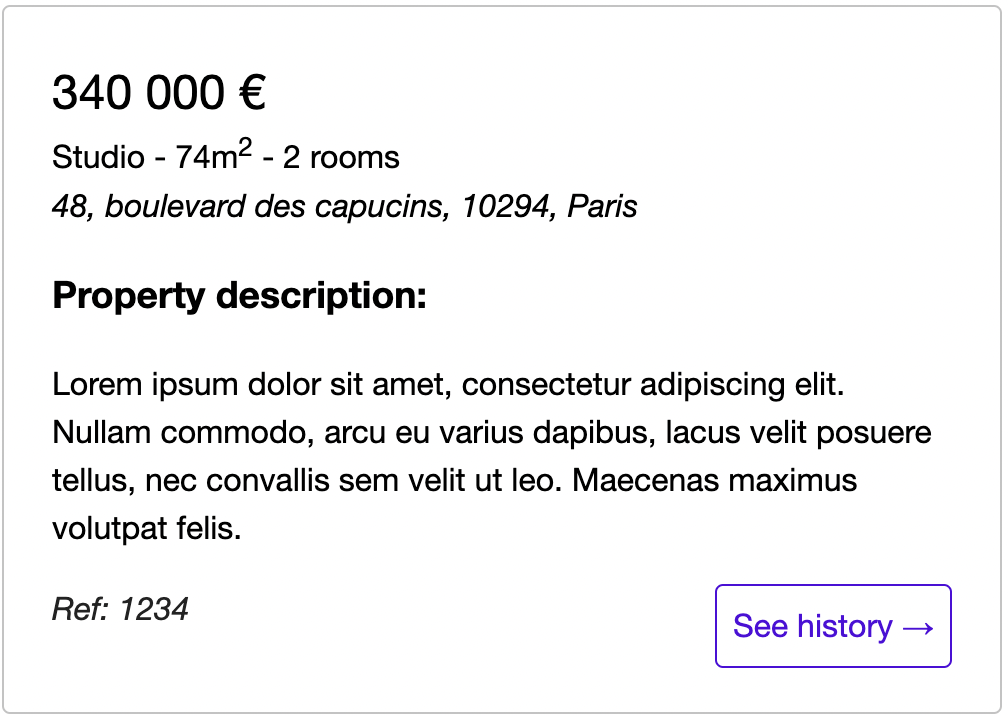 340 000 €
Studio - 74m² - 2 rooms
48, boulevard des capucins, 10294, Paris
Property description:
Lorem ipsum dolor sit amet, consectetur adipiscing elit.
Nullam commodo, arcu eu varius dapibus, lacus velit posuere
tellus, nec convallis sem velit ut leo. Maecenas maximus
volutpat felis.
Ref: 1234
See history →